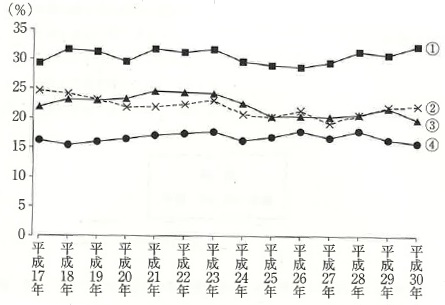 (%)
35
30
25
20
15
10
5
0
①
②
③
④
平成17年
平成18年
平成19年
平成20年
平成21年
平成22年
平成23年
平成24年
平成25年
平成26年
平成27年
平成28年
平成29年
平成30年